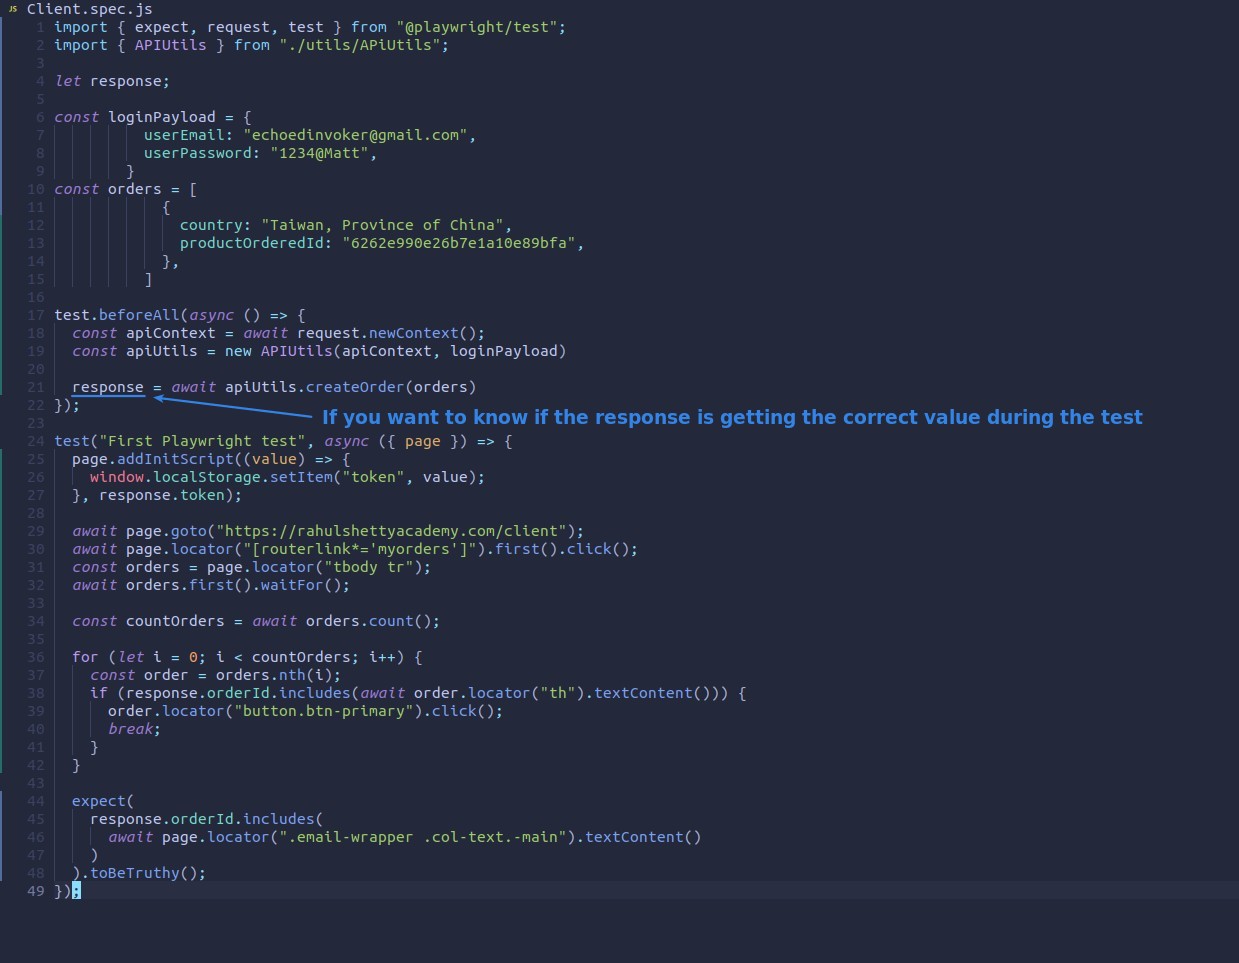 JS Client.spec.js
1 import { expect, request, test } from "@playwright/test";
2 import { APIUtils } from "./utils/APiUtils";
3
4 let response;
5
6 const loginPayload = {
7 userEmail: "echoedinvoker@gmail.com",
8 userPassword: "1234@Matt",
9 }
10 const orders = [
11 {
12 country: "Taiwan, Province of China",
13 productOrderedId: "6262e990e26b7e1a10e89bfa",
14 },
15 ]
16
17 test.beforeAll(async () => {
18 const apiContext = await request.newContext();
19 const apiUtils = new APIUtils(apiContext, loginPayload)
20
21 response = await apiUtils.createOrder(orders)
22 });
If you want to know if the response is getting the correct value during the test
23
24 test("First Playwright test", async ({ page }) => {
25 page.addInitScript((value) => {
26 window.localStorage.setItem("token", value);
27 }, response.token);
28
29 await page.goto("https://rahulshettyacademy.com/client");
30 await page.locator("[routerlink*='myorders']").first().click();
31 const orders = page.locator("tbody tr");
32 await orders.first().waitFor();
33
34 const countOrders = await orders.count();
35
36 for (let i = 0; i < countOrders; i++) {
37 const order = orders.nth(i);
38 if (response.orderId.includes(await order.locator("th").textContent())) {
39 order.locator("button.btn-primary").click();
40 break;
41 }
42 }
43
44 expect(
45 response.orderId.includes(
46 await page.locator(".email-wrapper .col-text.-main").textContent()
47 )
48 ).toBeTruthy();
49 });